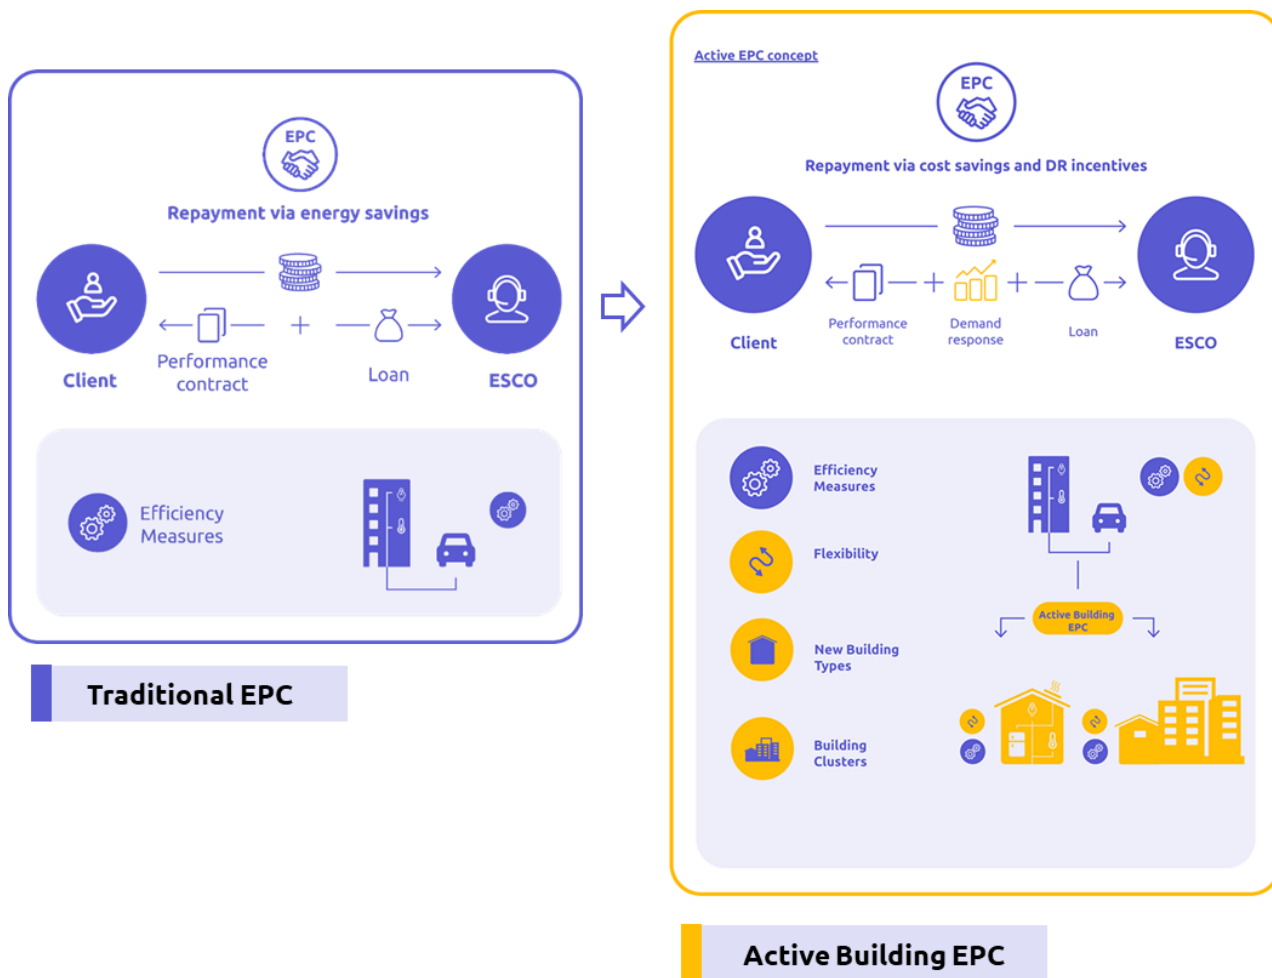 EPC
Repayment via energy savings
Client
Performance
contract
Loan
ESCO
Efficiency
Measures
Traditional EPC
Active EPC concept
EPC
Repayment via cost savings and DR incentives
Client
Performance
contract
Demand
response
Loan
ESCO
Efficiency
Measures
Flexibility
New Building
Types
Building
Clusters
Active Building
EPC
Active Building EPC